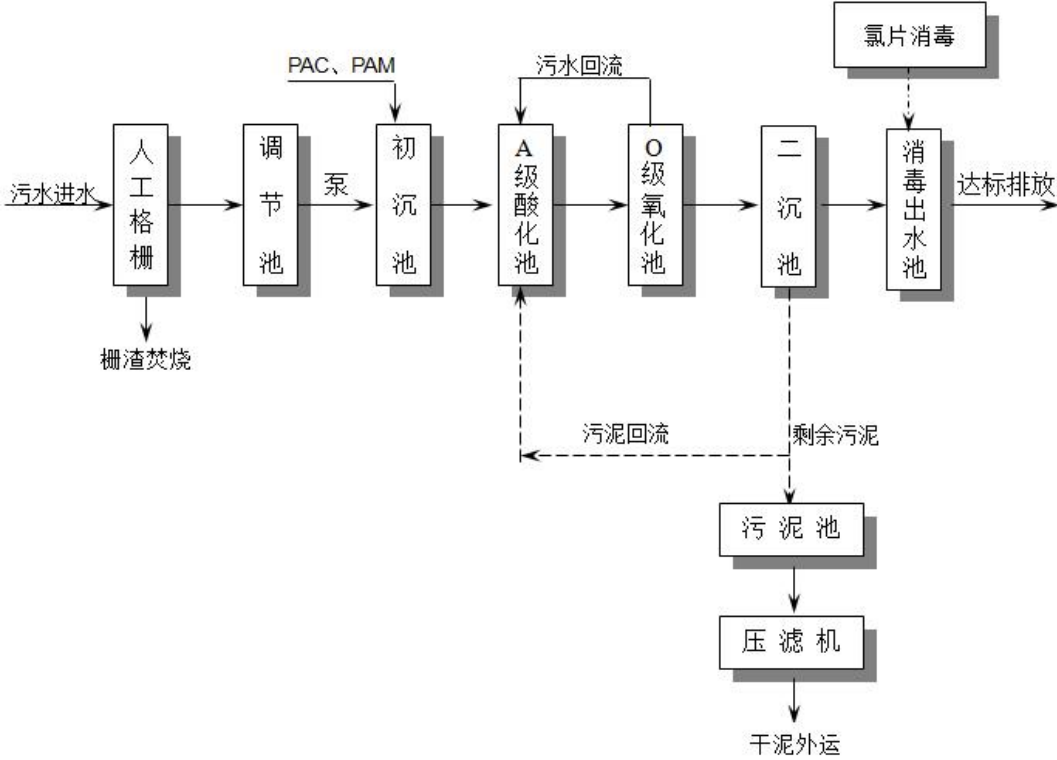 氯片消毒
PAC、PAM
污水回流
污水进水
人工格栅
调节池
泵
初沉池
A级酸化池
O级氧化池
二沉池
消毒出水池
达标排放
栅渣焚烧
污泥回流
剩余污泥
污泥池
压滤机
干泥外运